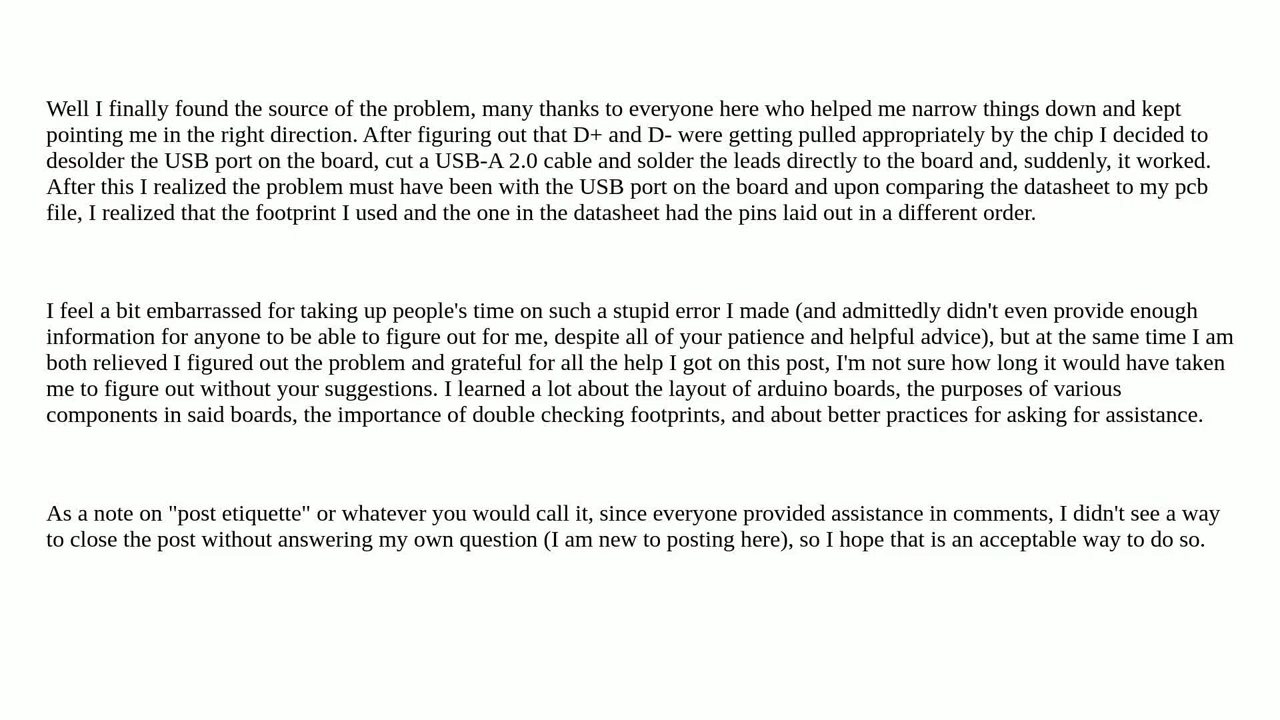 Well I finally found the source of the problem, many thanks to everyone here who helped me narrow things down and kept
pointing me in the right direction. After figuring out that D+ and D- were getting pulled appropriately by the chip I decided to
desolder the USB port on the board, cut a USB-A 2.0 cable and solder the leads directly to the board and, suddenly, it worked.
After this I realized the problem must have been with the USB port on the board and upon comparing the datasheet to my pcb
file, I realized that the footprint I used and the one in the datasheet had the pins laid out in a different order.
I feel a bit embarrassed for taking up people's time on such a stupid error I made (and admittedly didn't even provide enough
information for anyone to be able to figure out for me, despite all of your patience and helpful advice), but at the same time I am
both relieved I figured out the problem and grateful for all the help I got on this post, I'm not sure how long it would have taken
me to figure out without your suggestions. I learned a lot about the layout of arduino boards, the purposes of various
components in said boards, the importance of double checking footprints, and about better practices for asking for assistance.
As a note on "post etiquette" or whatever you would call it, since everyone provided assistance in comments, I didn't see a way
to close the post without answering my own question (I am new to posting here), so I hope that is an acceptable way to do so.